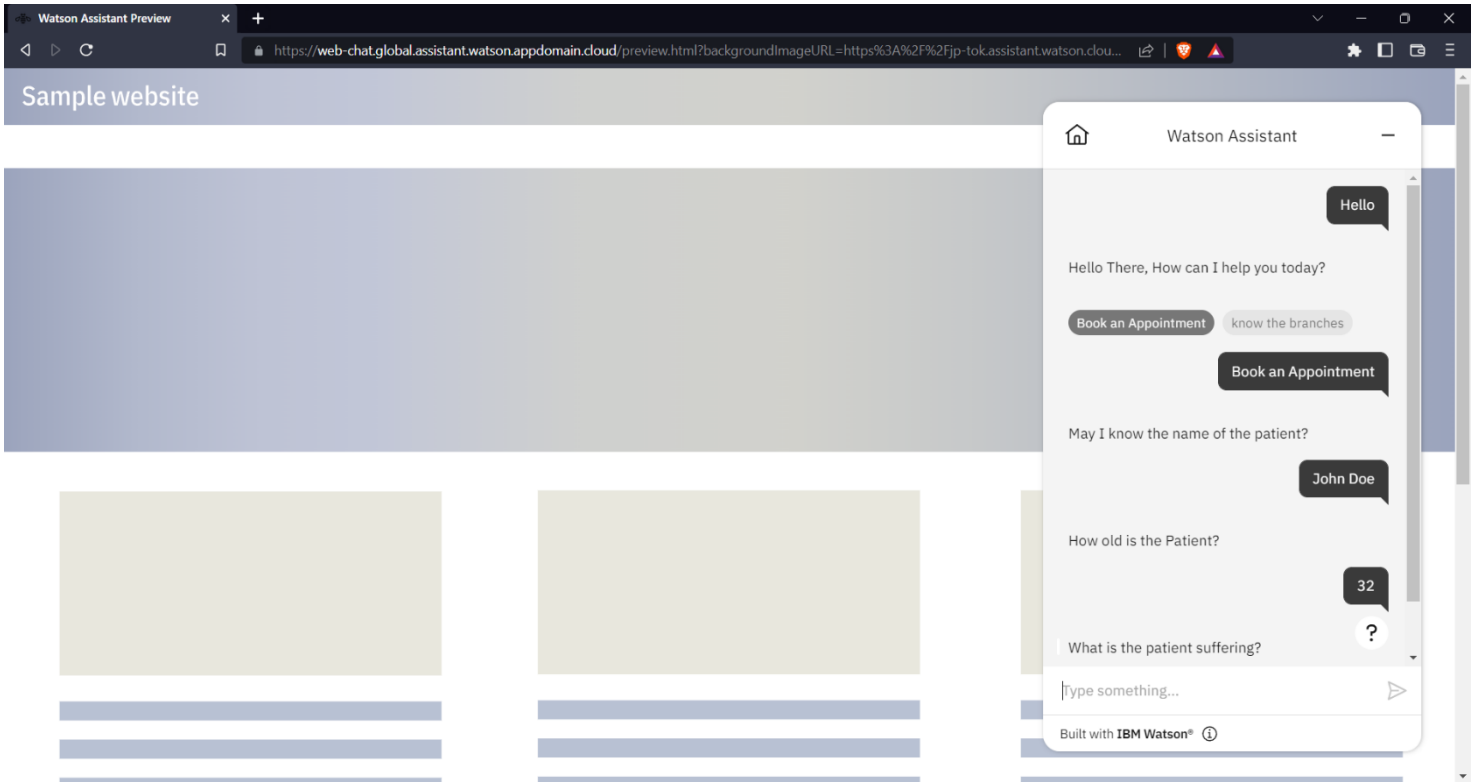 Watson Assistant Preview
https://web-chat.global.assistant.watson.appdomain.cloud/preview.html?backgroundImageURL=https%3A%2F%2Fjp-tok.assistant.watson.clou...
Sample website
Watson Assistant
Hello
Hello There, How can I help you today?
Book an Appointment know the branches
Book an Appointment
May I know the name of the patient?
John Doe
How old is the Patient?
32
?
What is the patient suffering?
Type something...
Built with IBM Watson®